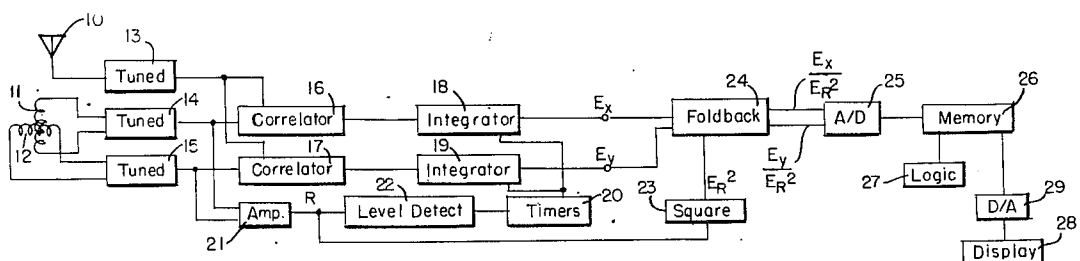 10
13
Tuned
11
14
16
18
24
Ex/ER²
25
26
Tuned
Correlator
Integrator
Ex
Foldback
A/D
Memory
12
15
17
19
Ey
Ey/ER²
Tuned
Correlator
Integrator
27
Logic
22
R
20
ER²
29
Amp.
Level Detect
Timers
23
Square
D/A
21
28
Display